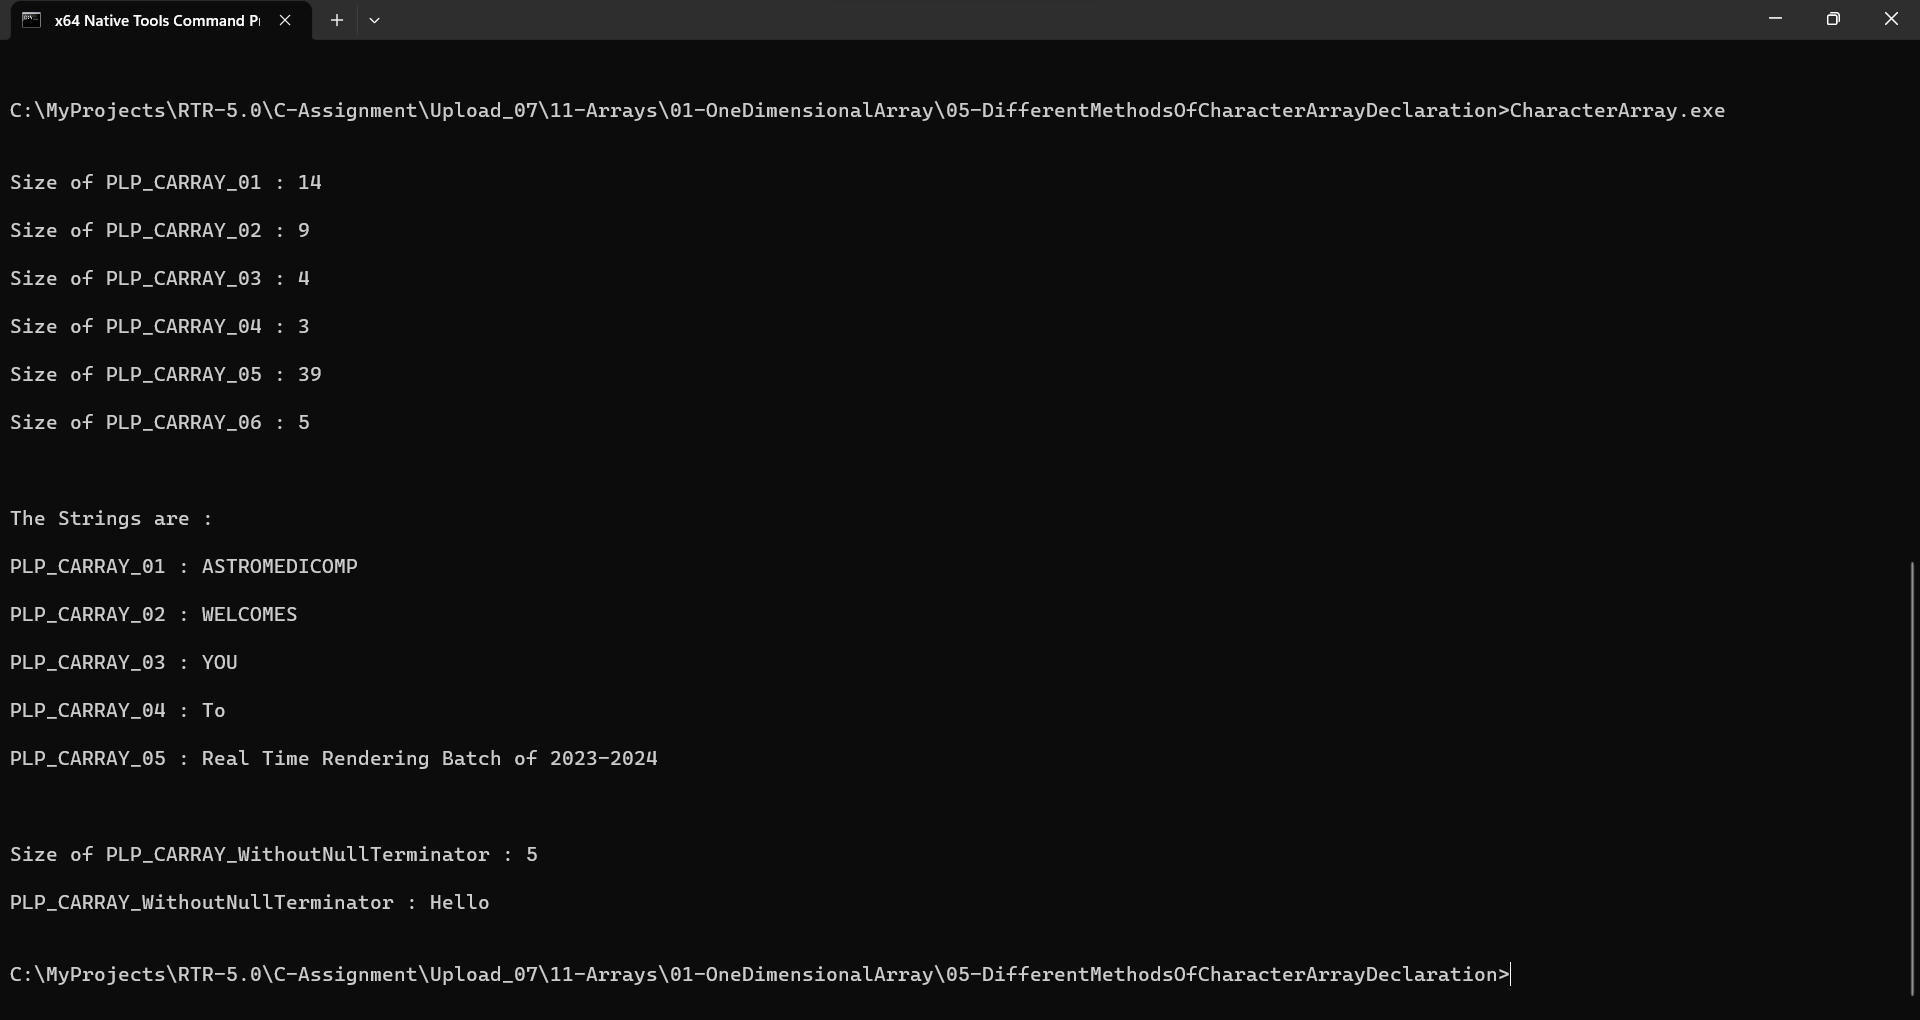 x64 Native Tools Command P
C:\MyProjects\RTR-5.0\C-Assignment\Upload_07\11-Arrays\01-OneDimensionalArray\05-DifferentMethodsOfCharacterArrayDeclaration>CharacterArray.exe
Size of PLP_CARRAY_01 : 14
Size of PLP_CARRAY_02 : 9
Size of PLP_CARRAY_03 : 4
Size of PLP_CARRAY_04 : 3
Size of PLP_CARRAY_05 : 39
Size of PLP_CARRAY_06 : 5
The Strings are :
PLP_CARRAY_01 : ASTROMEDICOMP
PLP_CARRAY_02 : WELCOMES
PLP_CARRAY_03 : YOU
PLP_CARRAY_04 : To
PLP_CARRAY_05 : Real Time Rendering Batch of 2023-2024
Size of PLP_CARRAY_WithoutNullTerminator : 5
PLP_CARRAY_WithoutNullTerminator : Hello
C:\MyProjects\RTR-5.0\C-Assignment\Upload_07\11-Arrays\01-OneDimensionalArray\05-DifferentMethodsOfCharacterArrayDeclaration>